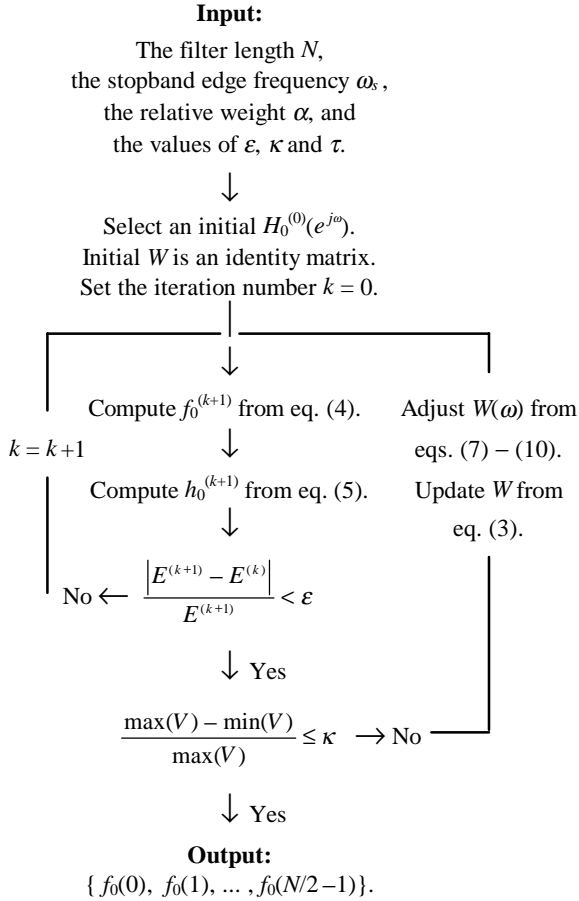 Input:
The filter length N,
the stopband edge frequency ωs,
the relative weight α, and
the values of ε, κ and τ.
↓
Select an initial H0^(0)(e^jω).
Initial W is an identity matrix.
Set the iteration number k = 0.
↓
Compute f0^(k+1) from eq. (4).
↓
Compute h0^(k+1) from eq. (5).
↓
k = k+1
Adjust W(ω) from
eqs. (7) – (10).
Update W from
eq. (3).
No ← |E^(k+1) − E^(k)| / E^(k+1) < ε
↓ Yes
max(V) − min(V) / max(V) ≤ κ → No
↓ Yes
Output:
{ f0(0), f0(1), ... , f0(N/2−1)}.